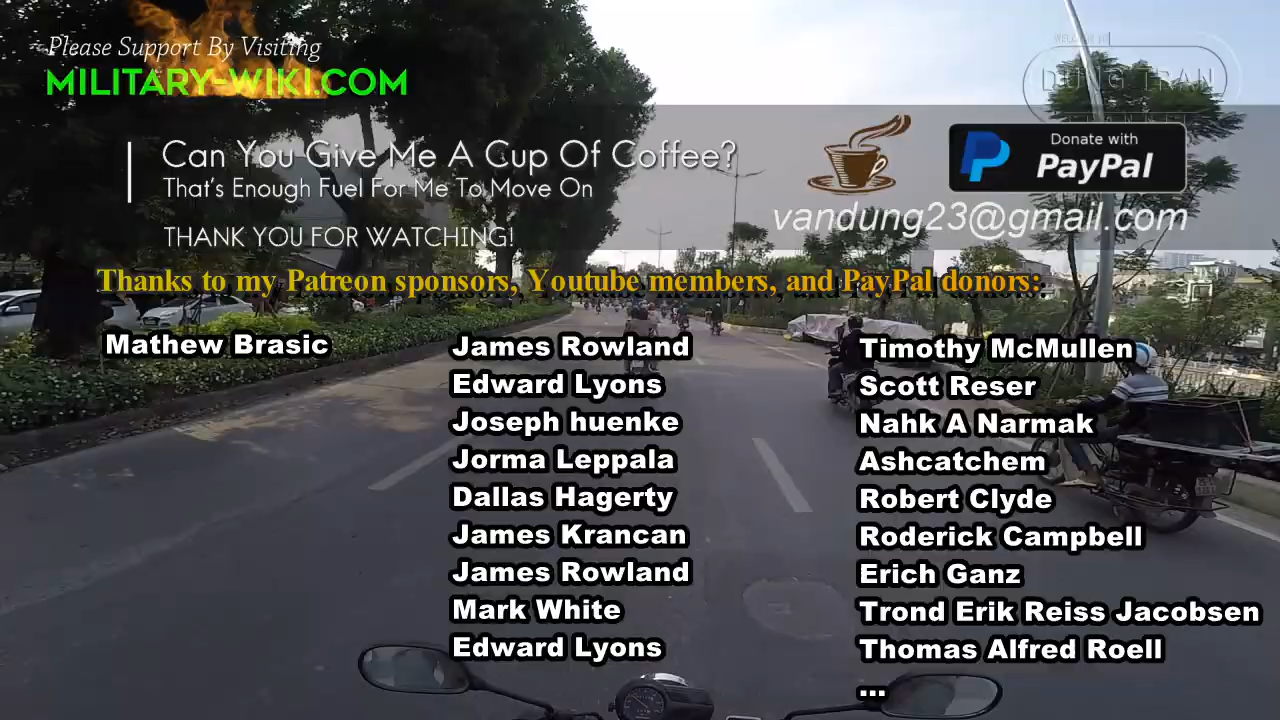 Please Support By Visiting
MILITARY-WIKI.COM
WELCOME TO
DUNG TRAN
Can You Give Me A Cup Of Coffee?
That's Enough Fuel For Me To Move On
THANK YOU FOR WATCHING!
Donate with
PayPal
vandung23@gmail.com
Thanks to my Patreon sponsors, Youtube members, and PayPal donors:
Mathew Brasic
James Rowland
Edward Lyons
Joseph huenke
Jorma Leppala
Dallas Hagerty
James Krancan
James Rowland
Mark White
Edward Lyons
Timothy McMullen
Scott Reser
Nahk A Narmak
Ashcatchem
Robert Clyde
Roderick Campbell
Erich Ganz
Trond Erik Reiss Jacobsen
Thomas Alfred Roell
...